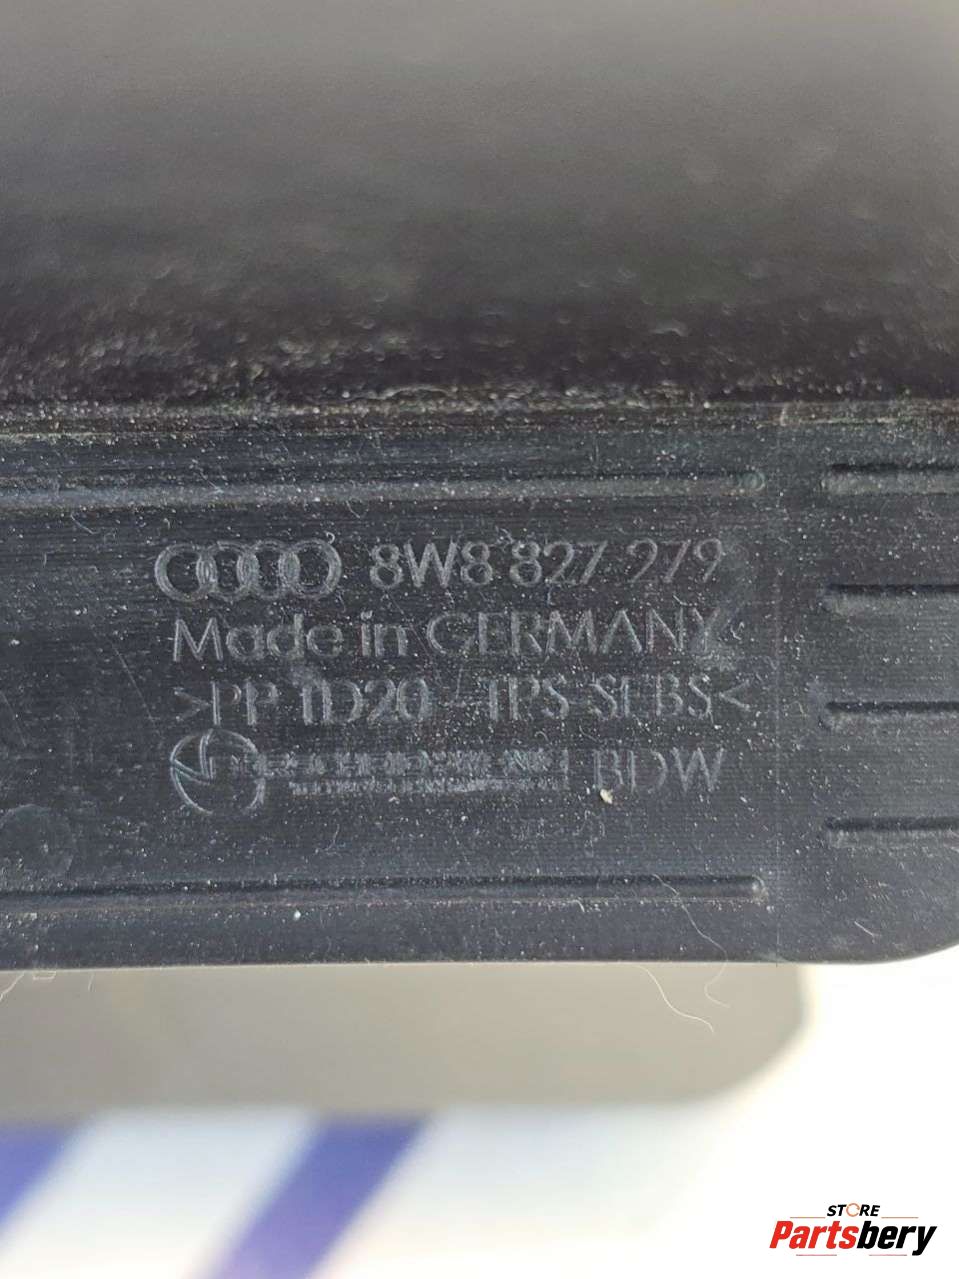 8W8 827 279
Made in GERMANY
>PP TD20 - TPS-SEBS<
BDW
STORE
Partsbery